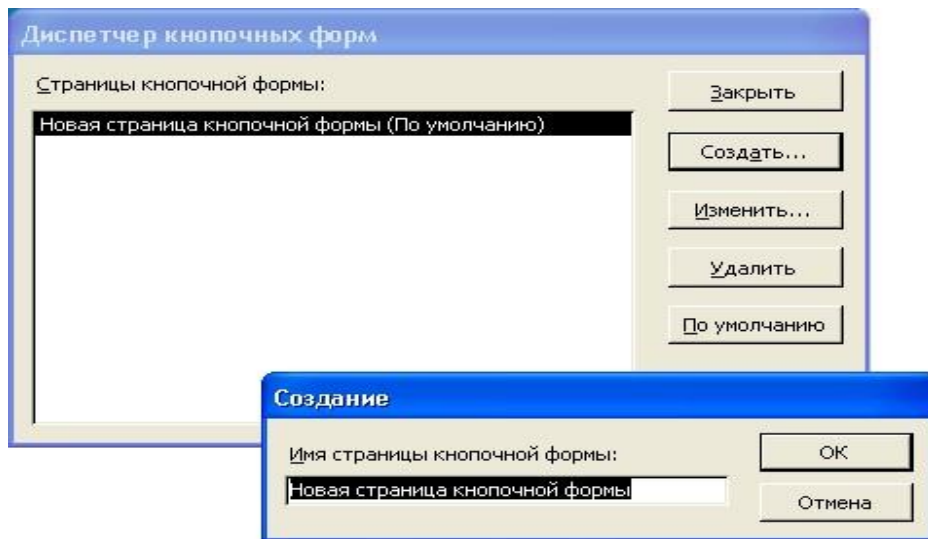 Диспетчер кнопочных форм
Страницы кнопочной формы:
Новая страница кнопочной формы (По умолчанию)
Закрыть
Создать...
Изменить...
Удалить
По умолчанию
Создание
Имя страницы кнопочной формы:
Новая страница кнопочной формы
ОК
Отмена